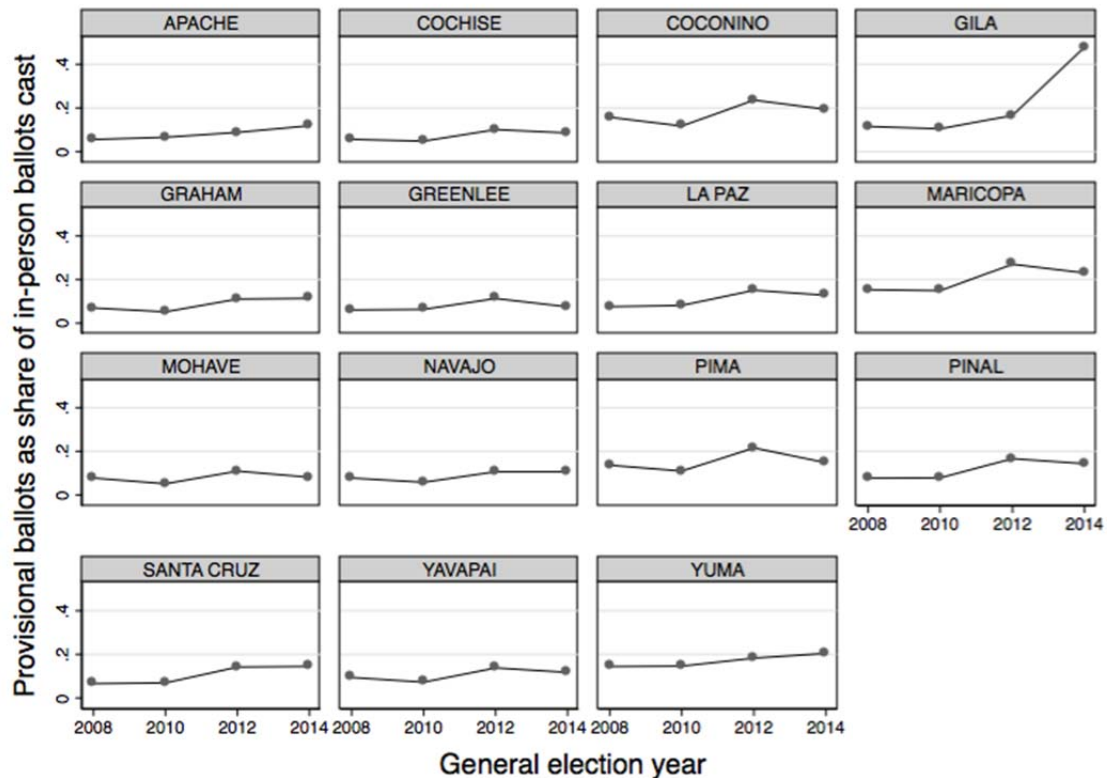 Provisional ballots as share of in-person ballots cast
APACHE COCHISE COCONINO GILA
.4
.2
0
GRAHAM GREENLEE LA PAZ MARICOPA
.4
.2
0
MOHAVE NAVAJO PIMA PINAL
.4
.2
0
2008 2010 2012 2014
SANTA CRUZ YAVAPAI YUMA
.4
.2
0
2008 2010 2012 2014 2008 2010 2012 2014 2008 2010 2012 2014
General election year